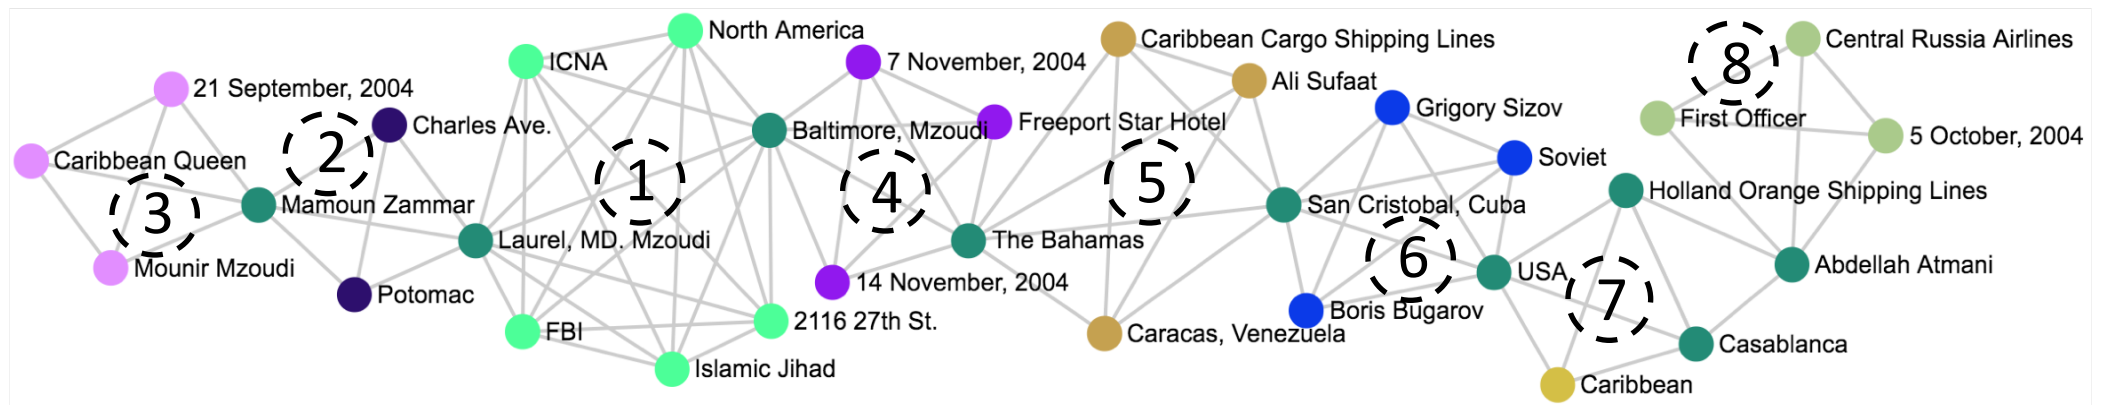 North America
Caribbean Cargo Shipping Lines
Central Russia Airlines
ICNA
7 November, 2004
8
21 September, 2004
Ali Sufaat
Grigory Sizov
First Officer
Charles Ave.
Baltimore, Mzoudi
Freeport Star Hotel
5 October, 2004
2
Caribbean Queen
Soviet
1
4
5
Holland Orange Shipping Lines
3
Mamoun Zammar
San Cristobal, Cuba
Laurel, MD. Mzoudi
The Bahamas
6
Mounir Mzoudi
USA
Abdellah Atmani
Potomac
14 November, 2004
7
FBI
2116 27th St.
Boris Bugarov
Caracas, Venezuela
Casablanca
Islamic Jihad
Caribbean